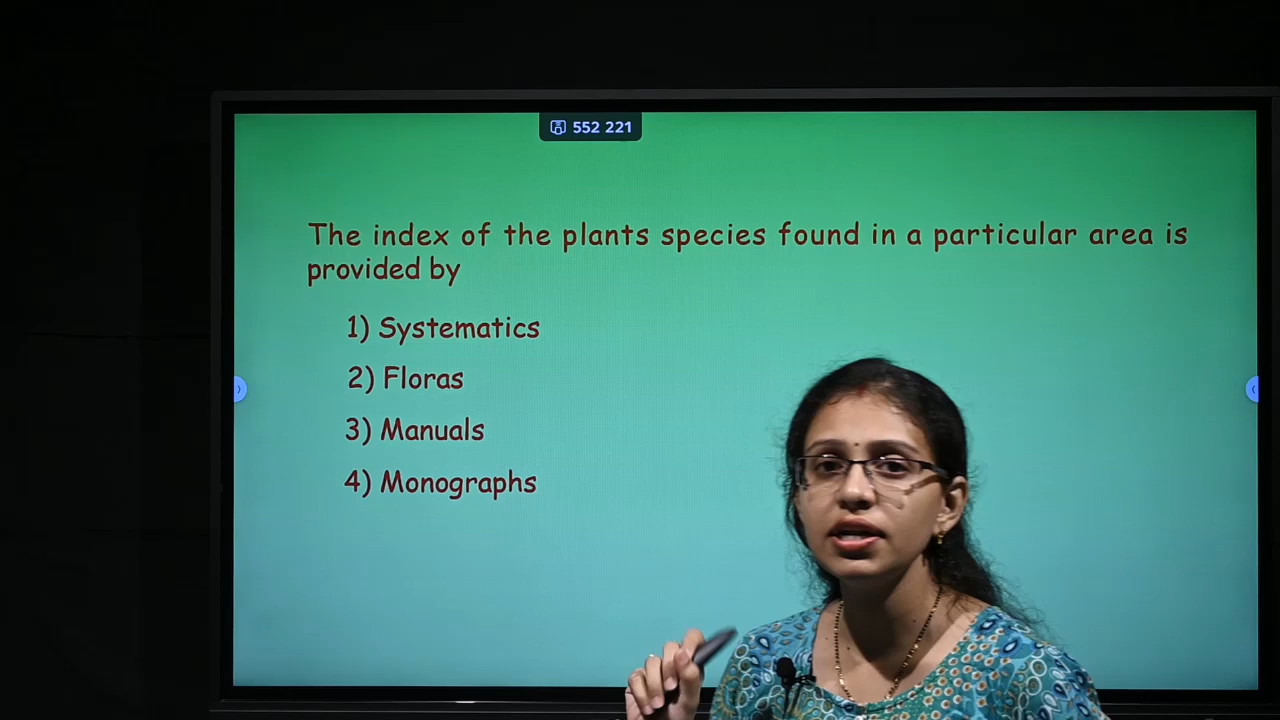 552 221
The index of the plants species found in a particular area is
provided by
1) Systematics
2) Floras
3) Manuals
4) Monographs